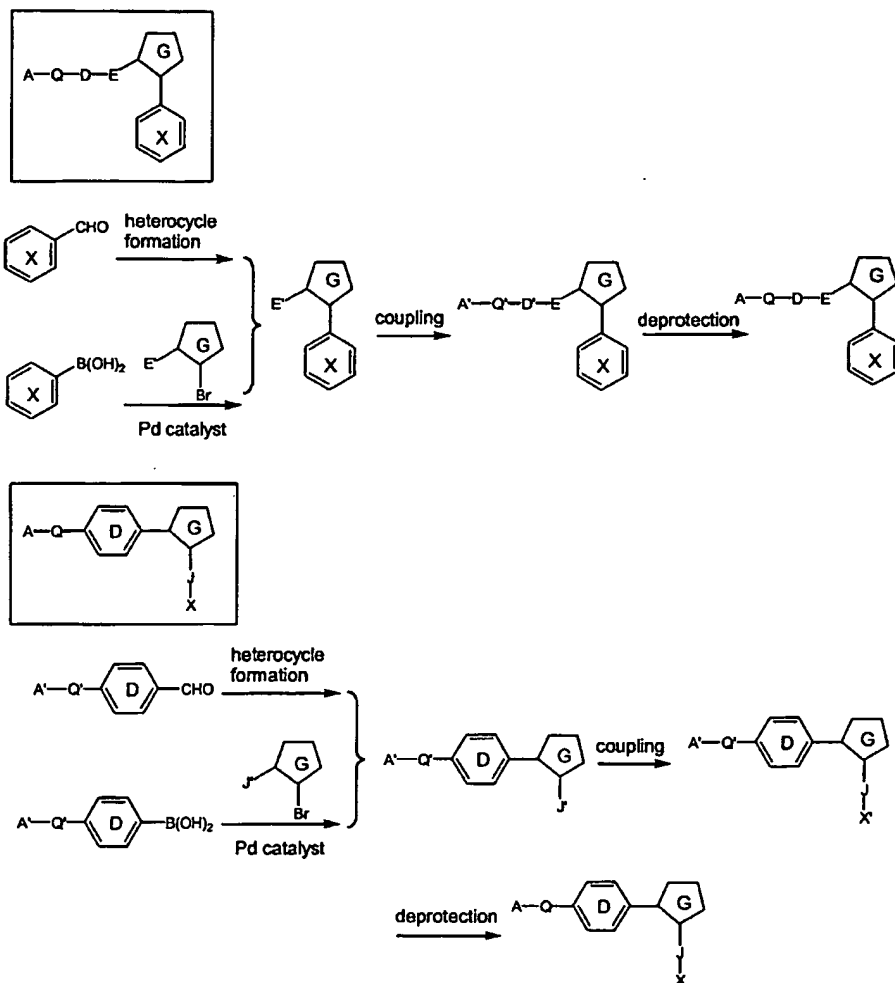 G
A—Q—D—E
X
CHO
heterocycle
formation
X
E'
G
X
coupling
A'—Q'—D'—E
G
X
deprotection
A—Q—D—E
G
X
B(OH)₂
X
E'
G
Br
Pd catalyst
A—Q
D
G
J
X
A'—Q'
D
CHO
heterocycle
formation
J'
G
Br
A'—Q'
D
G
J'
coupling
A'—Q'
D
G
J
X'
A'—Q'
D
B(OH)₂
Pd catalyst
deprotection
A—Q
D
G
J
X